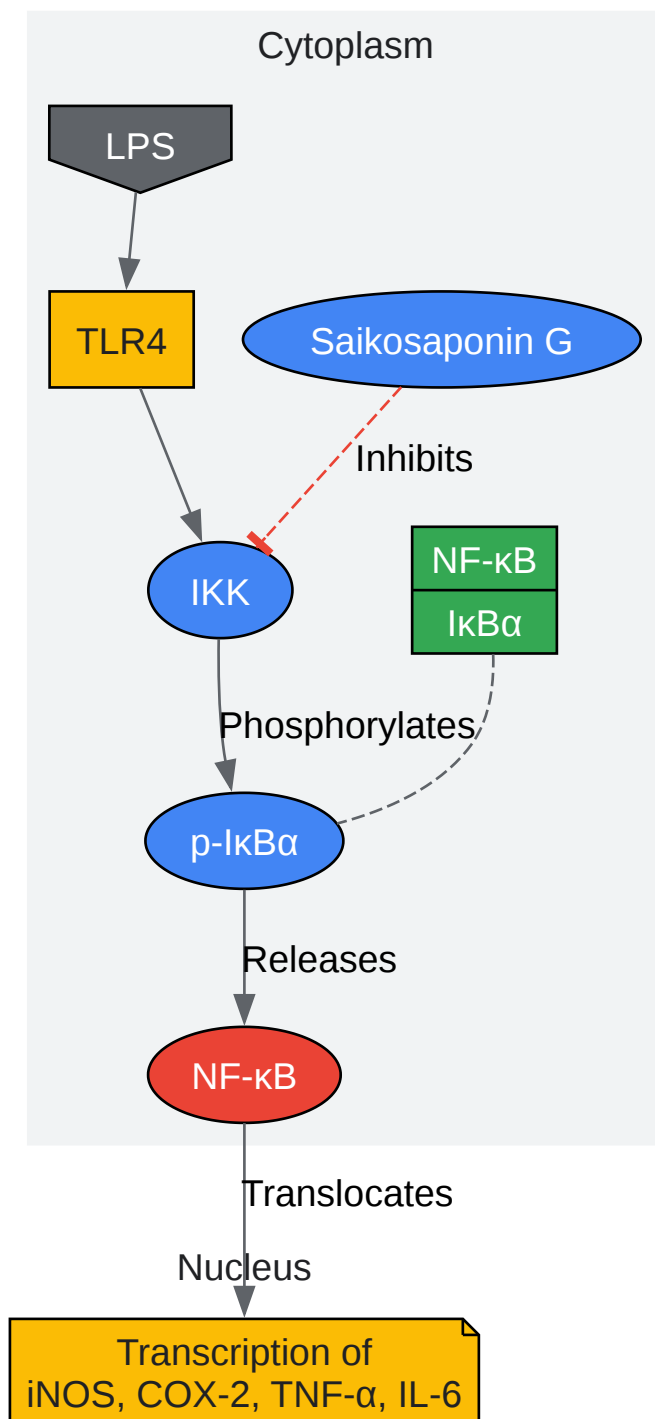 Cytoplasm
LPS
TLR4
Saikosaponin G
Inhibits
NF-κB
IKK
IκBα
Phosphorylates
p-IκBα
Releases
NF-κB
Translocates
Nucleus
Transcription of
iNOS, COX-2, TNF-α, IL-6